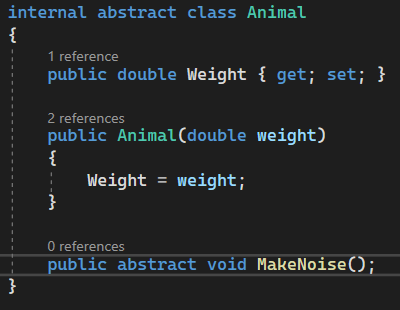 internal abstract class Animal
{
1 reference
public double Weight { get; set; }
2 references
public Animal(double weight)
{
Weight = weight;
}
0 references
public abstract void MakeNoise();
}